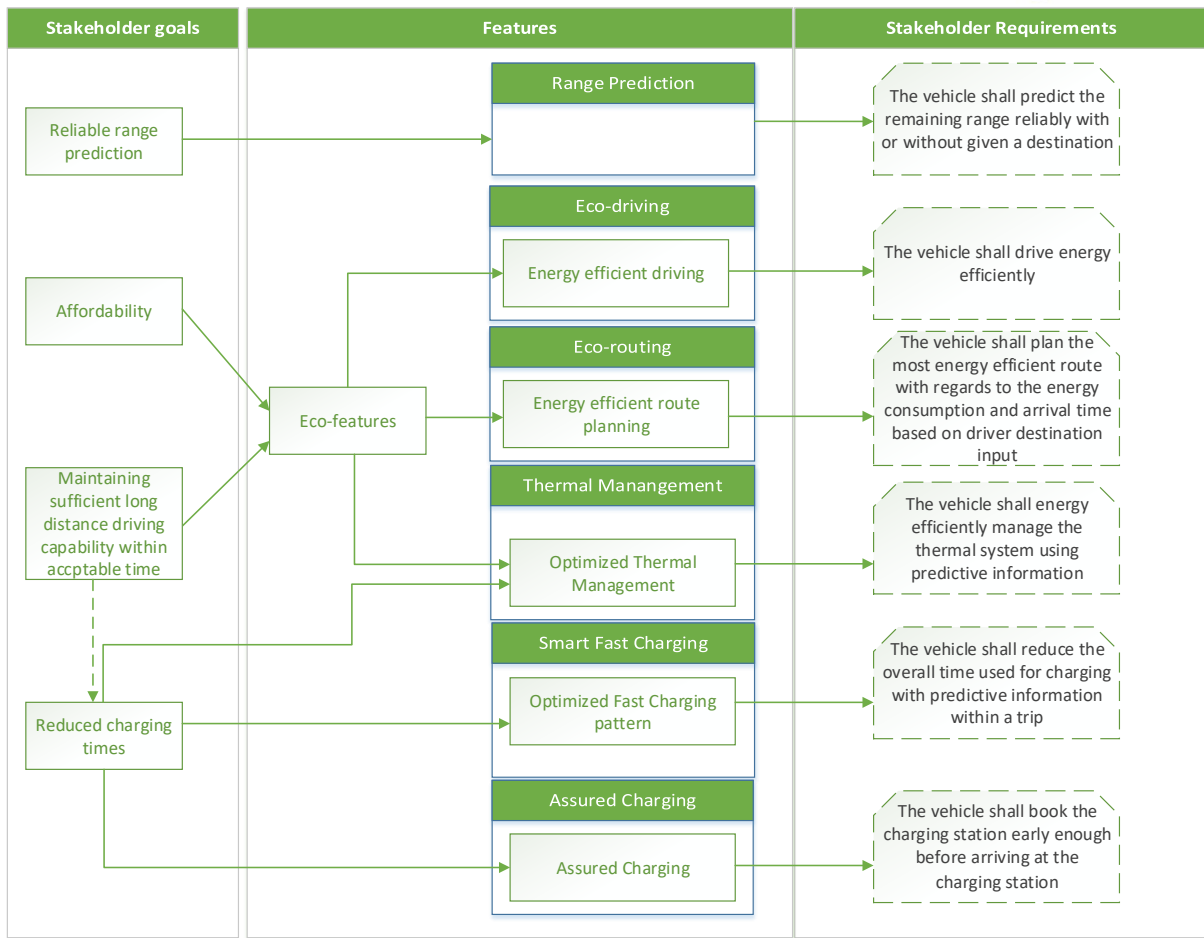 Stakeholder goals
Features
Stakeholder Requirements
Reliable range
prediction
Range Prediction
The vehicle shall predict the
remaining range reliably with
or without given a destination
Affordability
Eco-driving
Energy efficient driving
The vehicle shall drive energy
efficiently
Eco-features
Eco-routing
Energy efficient route
planning
The vehicle shall plan the
most energy efficient route
with regards to the energy
consumption and arrival time
based on driver destination
input
Maintaining
sufficient long
distance driving
capability within
accptable time
Thermal Manangement
Optimized Thermal
Management
The vehicle shall energy
efficiently manage the
thermal system using
predictive information
Reduced charging
times
Smart Fast Charging
Optimized Fast Charging
pattern
The vehicle shall reduce the
overall time used for charging
with predictive information
within a trip
Assured Charging
Assured Charging
The vehicle shall book the
charging station early enough
before arriving at the
charging station